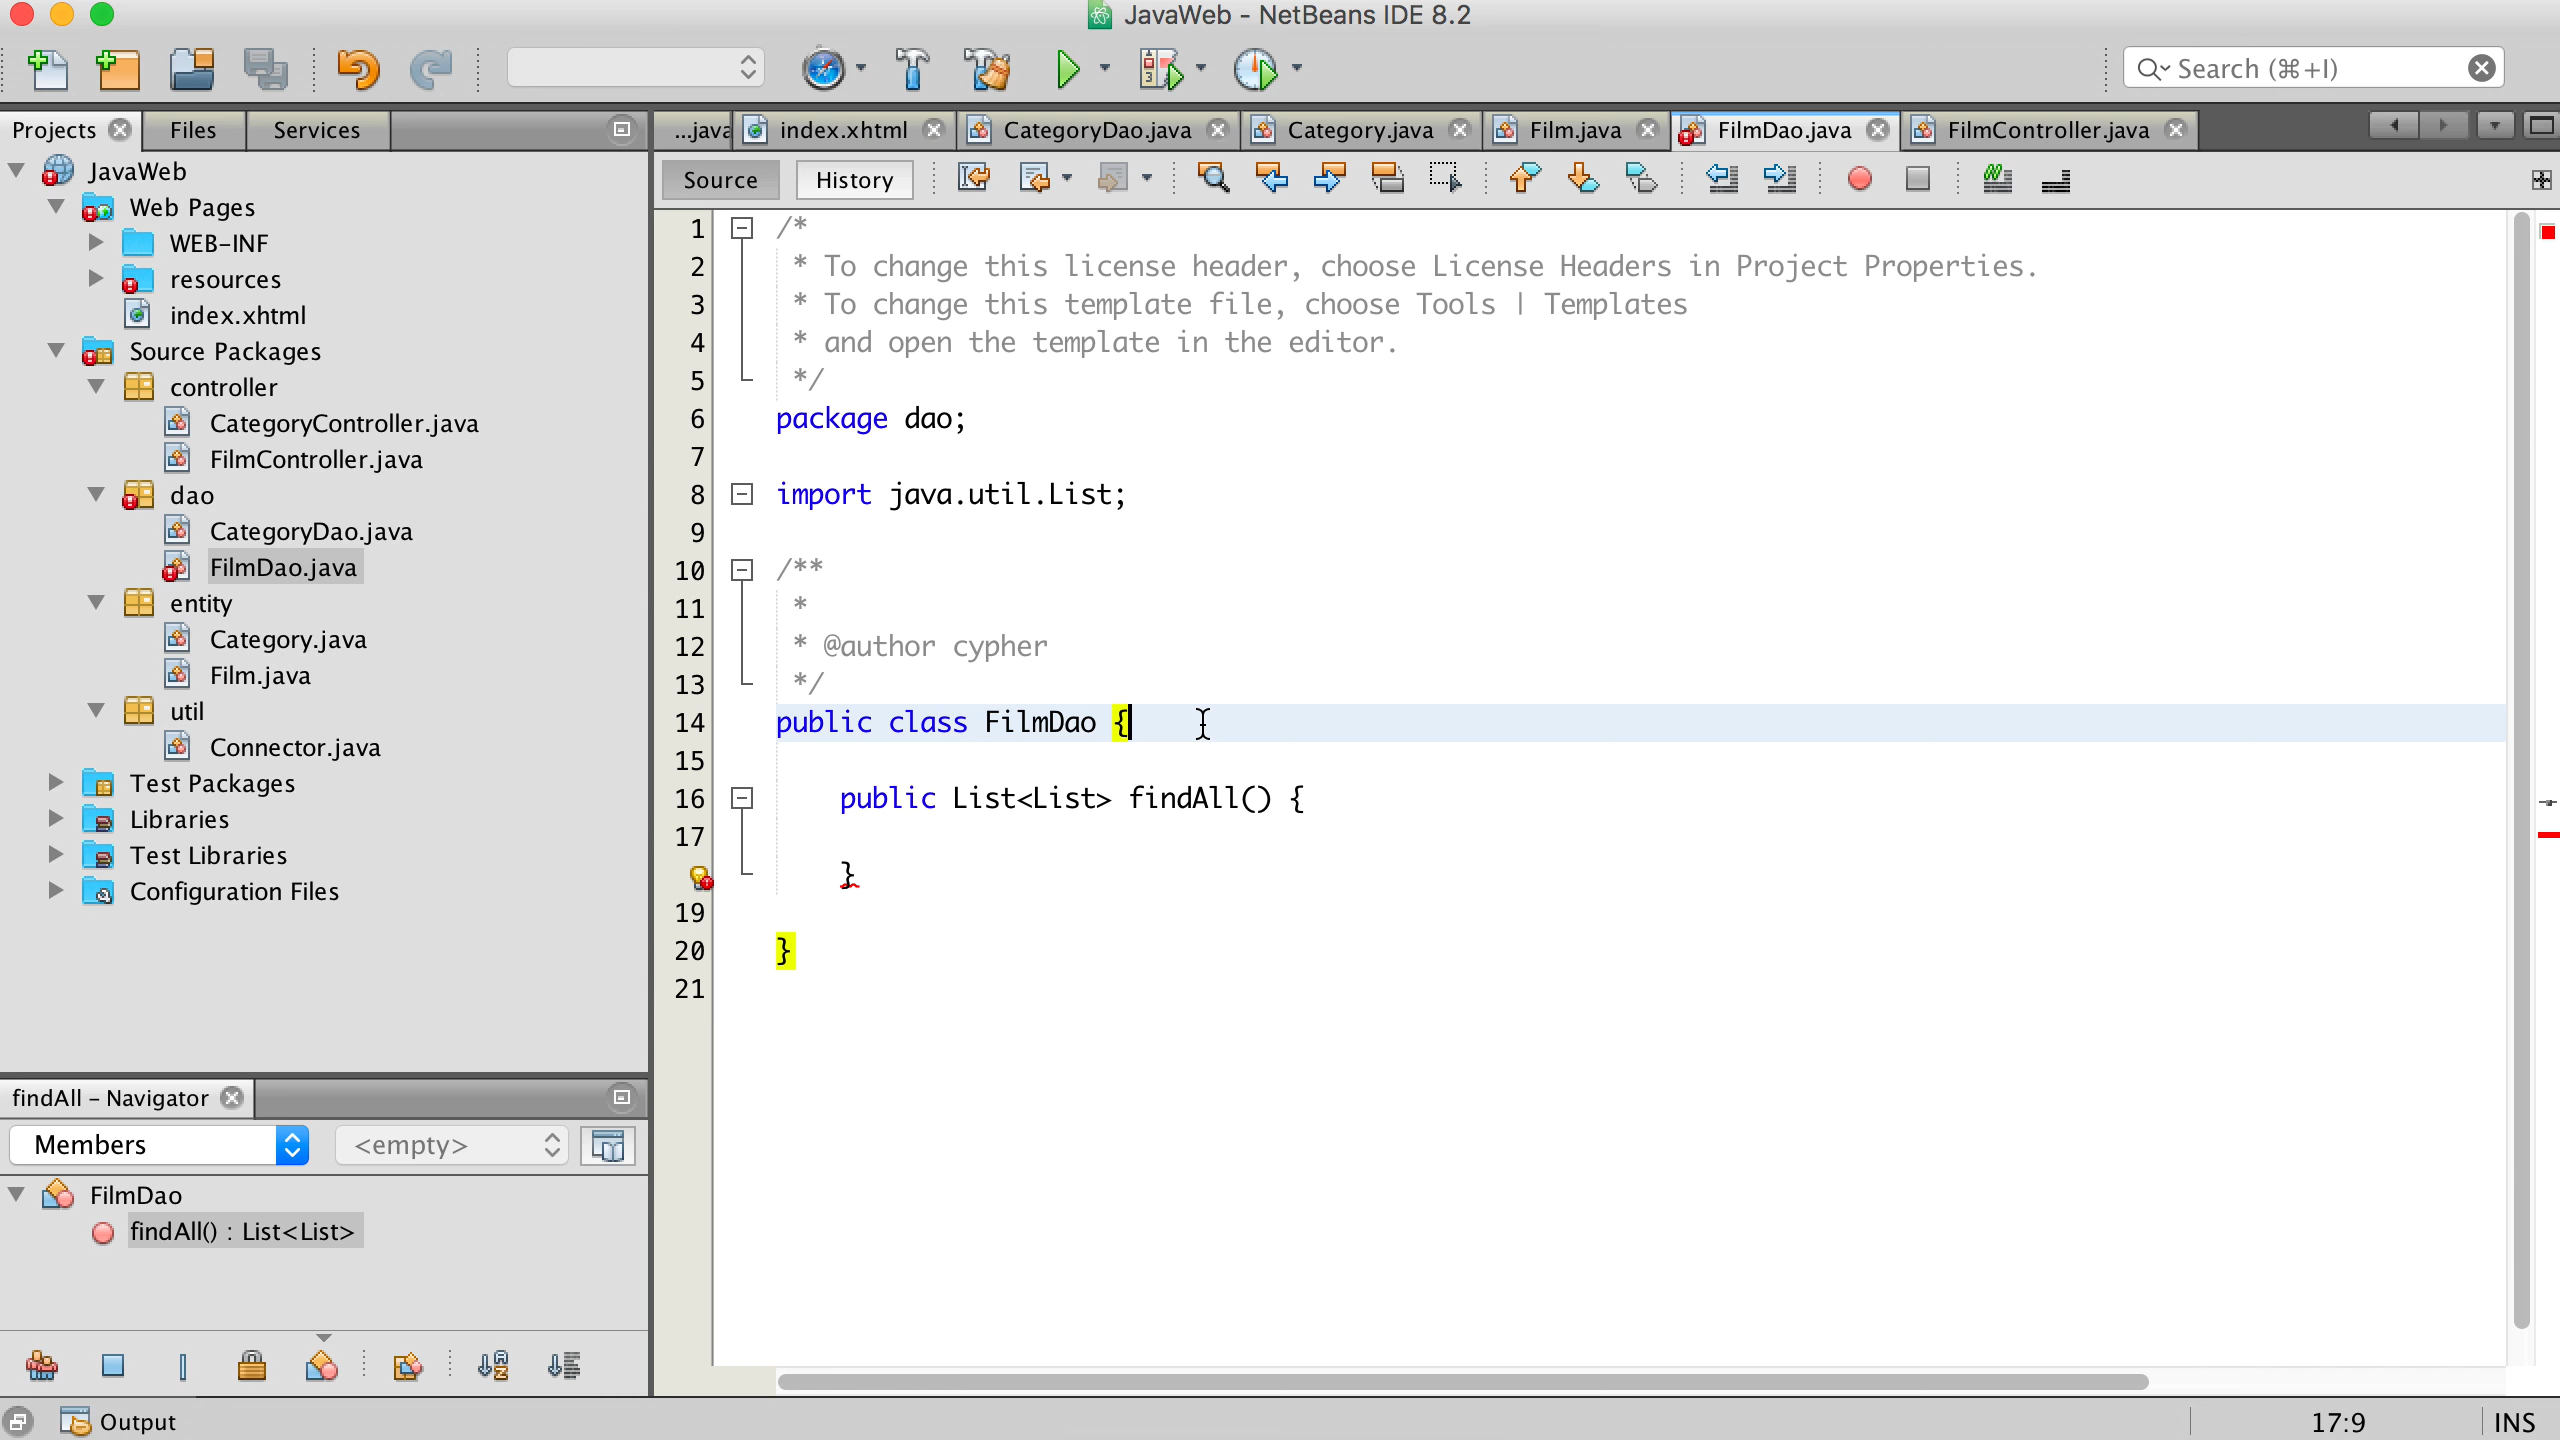 JavaWeb - NetBeans IDE 8.2
Search (⌘+I)
Projects
Files
Services
...java
index.xhtml
CategoryDao.java
Category.java
Film.java
FilmDao.java
FilmController.java
Source
History
JavaWeb
Web Pages
WEB-INF
resources
index.xhtml
Source Packages
controller
CategoryController.java
FilmController.java
dao
CategoryDao.java
FilmDao.java
entity
Category.java
Film.java
util
Connector.java
Test Packages
Libraries
Test Libraries
Configuration Files
1 /*
2 * To change this license header, choose License Headers in Project Properties.
3 * To change this template file, choose Tools | Templates
4 * and open the template in the editor.
5 */
6 package dao;
7
8 import java.util.List;
9
10 /**
11 *
12 * @author cypher
13 */
14 public class FilmDao {
15
16 public List<List> findAll() {
17
}
19
20 }
21
findAll - Navigator
Members
<empty>
FilmDao
findAll() : List<List>
Output
17:9
INS